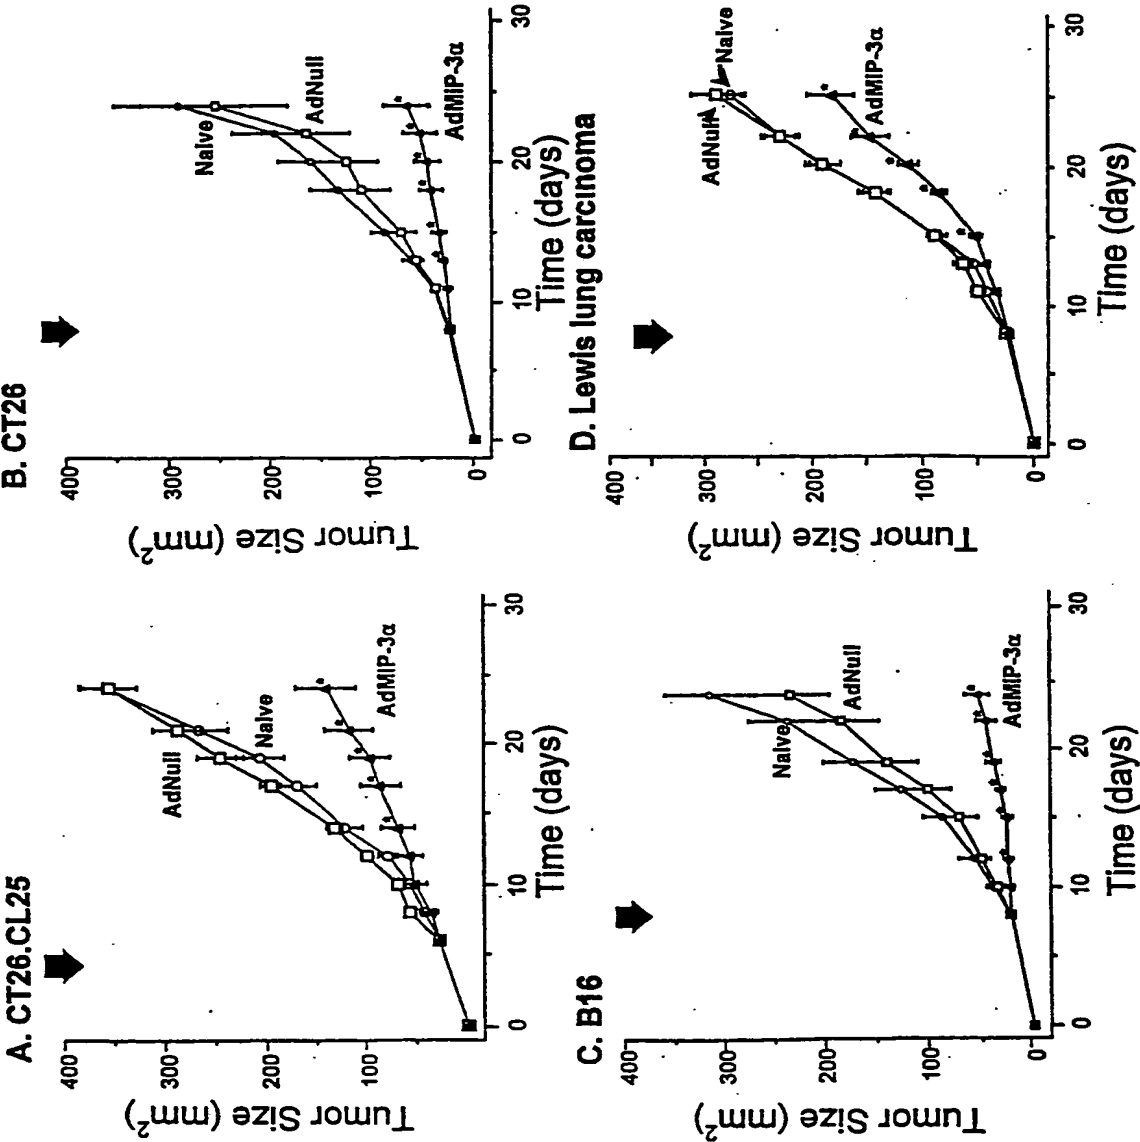 A. CT26.CL25
Tumor Size (mm²)
400
300
200
100
AdNull
Naive
AdMIP-3α
*
*
*
*
*
0
10
20
30
Time (days)
B. CT26
Tumor Size (mm²)
400
300
200
100
0
Naive
AdNull
AdMIP-3α
*
*
*
*
*
*
0
10
20
30
Time (days)
C. B16
Tumor Size (mm²)
400
300
200
100
0
Naive
AdNull
AdMIP-3α
*
*
*
*
*
*
0
10
20
30
Time (days)
D. Lewis lung carcinoma
Tumor Size (mm²)
400
300
200
100
0
AdNull
Naive
AdMIP-3α
*
*
*
*
*
0
10
20
30
Time (days)